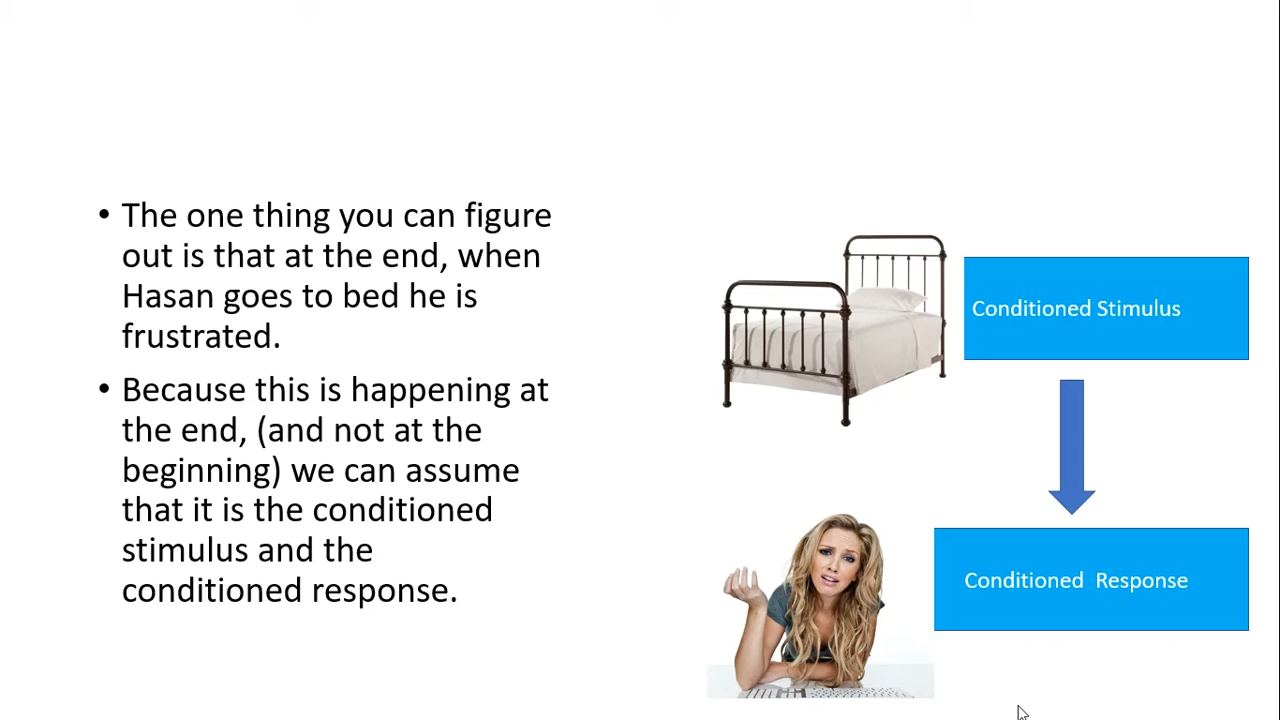 • The one thing you can figure
out is that at the end, when
Hasan goes to bed he is
frustrated.
• Because this is happening at
the end, (and not at the
beginning) we can assume
that it is the conditioned
stimulus and the
conditioned response.
Conditioned Stimulus
Conditioned  Response